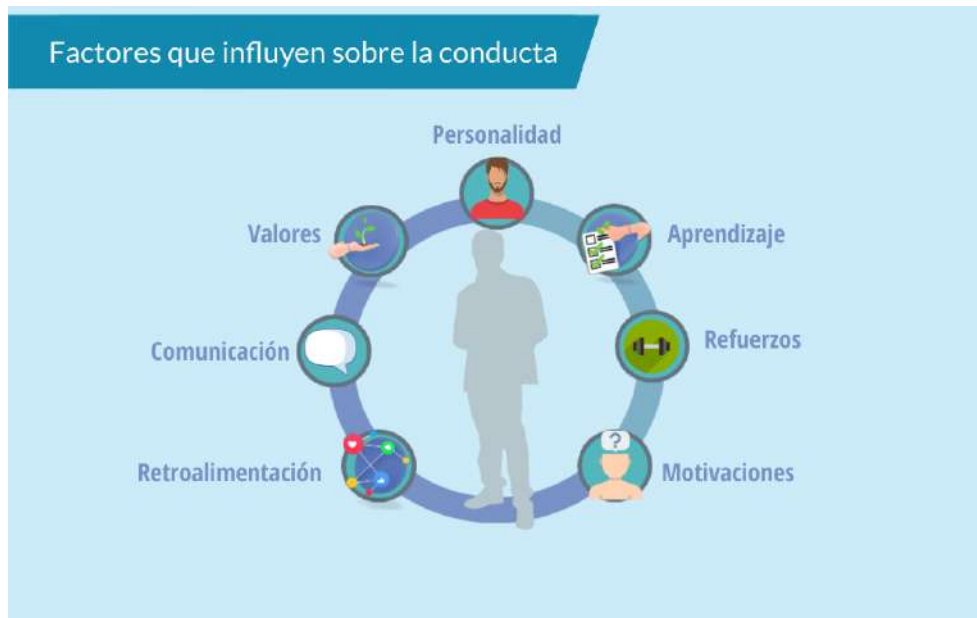 Factores que influyen sobre la conducta
Personalidad
Valores
Aprendizaje
Comunicación
Refuerzos
Retroalimentación
Motivaciones
?